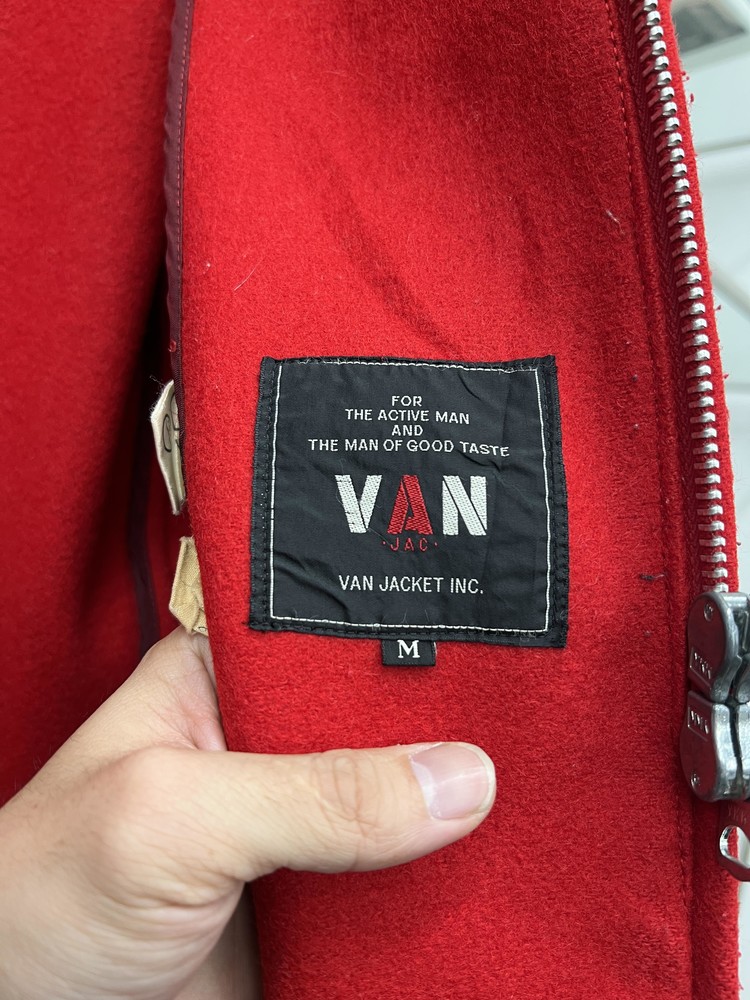 FOR
THE ACTIVE MAN
AND
THE MAN OF GOOD TASTE
VAN
·JAC·
VAN JACKET INC.
M